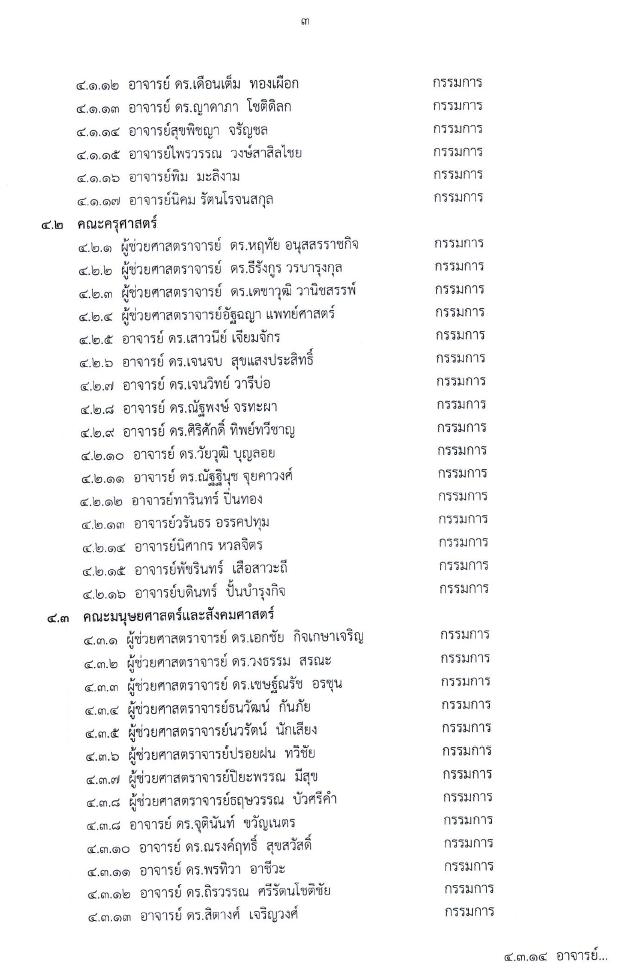 ๓
๔.๑.๑๒ อาจารย์ ดร.เดือนเต็ม ทองเผือก กรรมการ
๔.๑.๑๓ อาจารย์ ดร.ญาดาภา โชติดิลก กรรมการ
๔.๑.๑๔ อาจารย์สุขพิชญา จรัญชล กรรมการ
๔.๑.๑๕ อาจารย์ไพรวรรณ วงษ์สาสิลไชย กรรมการ
๔.๑.๑๖ อาจารย์พิม มะลิงาม กรรมการ
๔.๑.๑๗ อาจารย์นิคม รัตนโรจนสกุล กรรมการ
๔.๒ คณะครุศาสตร์
๔.๒.๑ ผู้ช่วยศาสตราจารย์ ดร.หฤทัย อนุสสรราชกิจ กรรมการ
๔.๒.๒ ผู้ช่วยศาสตราจารย์ ดร.ธีรังกูร วรบำรุงกุล กรรมการ
๔.๒.๓ ผู้ช่วยศาสตราจารย์ ดร.เตชาวุฒิ วานิชสรรพ์ กรรมการ
๔.๒.๔ ผู้ช่วยศาสตราจารย์อัฐฉญา แพทย์ศาสตร์ กรรมการ
๔.๒.๕ อาจารย์ ดร.เสาวนีย์ เจียมจักร กรรมการ
๔.๒.๖ อาจารย์ ดร.เจนจบ สุขแสงประสิทธิ์ กรรมการ
๔.๒.๗ อาจารย์ ดร.เจนวิทย์ วารีบ่อ กรรมการ
๔.๒.๘ อาจารย์ ดร.ณัฐพงษ์ จรทะผา กรรมการ
๔.๒.๙ อาจารย์ ดร.ศิริศักดิ์ ทิพย์ทวีชาญ กรรมการ
๔.๒.๑๐ อาจารย์ ดร.วัยวุฒิ บุญลอย กรรมการ
๔.๒.๑๑ อาจารย์ ดร.ณัฐฐินุช จุยคาวงศ์ กรรมการ
๔.๒.๑๒ อาจารย์ทารินทร์ ปิ่นทอง กรรมการ
๔.๒.๑๓ อาจารย์วรันธร อรรคปทุม กรรมการ
๔.๒.๑๔ อาจารย์นิศากร หวลจิตร กรรมการ
๔.๒.๑๕ อาจารย์พัชรินทร์ เสือสาวะถี กรรมการ
๔.๒.๑๖ อาจารย์บดินทร์ ปั้นบำรุงกิจ กรรมการ
๔.๓ คณะมนุษยศาสตร์และสังคมศาสตร์
๔.๓.๑ ผู้ช่วยศาสตราจารย์ ดร.เอกชัย กิจเกษาเจริญ กรรมการ
๔.๓.๒ ผู้ช่วยศาสตราจารย์ ดร.วงธรรม สรณะ กรรมการ
๔.๓.๓ ผู้ช่วยศาสตราจารย์ ดร.เชษฐ์ณรัช อรชุน กรรมการ
๔.๓.๔ ผู้ช่วยศาสตราจารย์ธนวัฒน์ กันภัย กรรมการ
๔.๓.๕ ผู้ช่วยศาสตราจารย์นวรัตน์ นักเสียง กรรมการ
๔.๓.๖ ผู้ช่วยศาสตราจารย์ปรอยฝน ทวิชัย กรรมการ
๔.๓.๗ ผู้ช่วยศาสตราจารย์ปิยะพรรณ มีสุข กรรมการ
๔.๓.๘ ผู้ช่วยศาสตราจารย์ธฤษวรรณ บัวศรีคำ กรรมการ
๔.๓.๘ อาจารย์ ดร.จุตินันท์ ขวัญเนตร กรรมการ
๔.๓.๑๐ อาจารย์ ดร.ณรงค์ฤทธิ์ สุขสวัสดิ์ กรรมการ
๔.๓.๑๑ อาจารย์ ดร.พรทิวา อาชีวะ กรรมการ
๔.๓.๑๒ อาจารย์ ดร.ถิรวรรณ ศรีรัตนโชติชัย กรรมการ
๔.๓.๑๓ อาจารย์ ดร.สิตางศ์ เจริญวงศ์ กรรมการ
๔.๓.๑๔ อาจารย์...